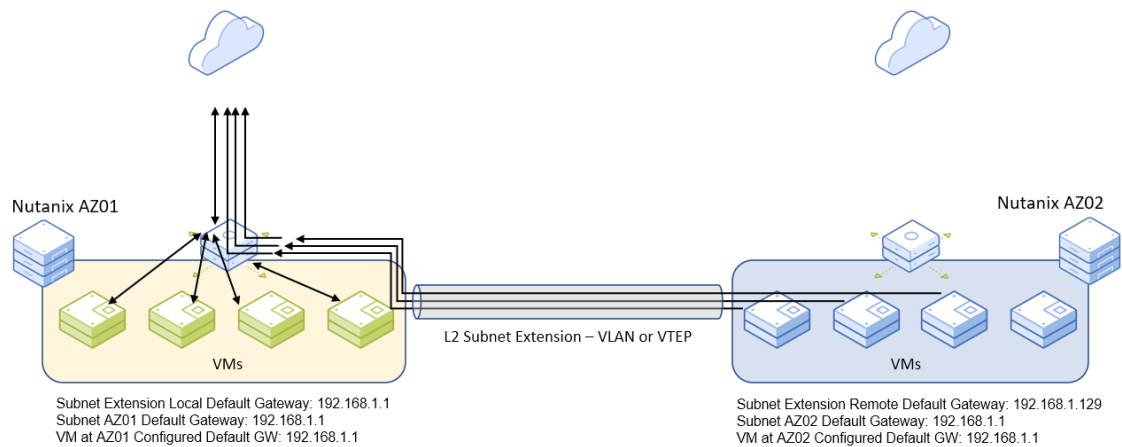 Nutanix AZ01
Nutanix AZ02
L2 Subnet Extension – VLAN or VTEP
VMs
VMs
Subnet Extension Local Default Gateway: 192.168.1.1
Subnet AZ01 Default Gateway: 192.168.1.1
VM at AZ01 Configured Default GW: 192.168.1.1
Subnet Extension Remote Default Gateway: 192.168.1.129
Subnet AZ02 Default Gateway: 192.168.1.1
VM at AZ02 Configured Default GW: 192.168.1.1